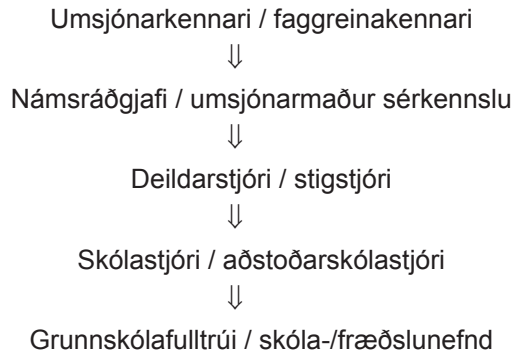 Umsjónarkennari / faggreinakennari
⇓
Námsráðgjafi / umsjónarmaður sérkennslu
⇓
Deildarstjóri / stigstjóri
⇓
Skólastjóri / aðstoðarskólastjóri
⇓
Grunnskólafulltrúi / skóla-/fræðslunefnd